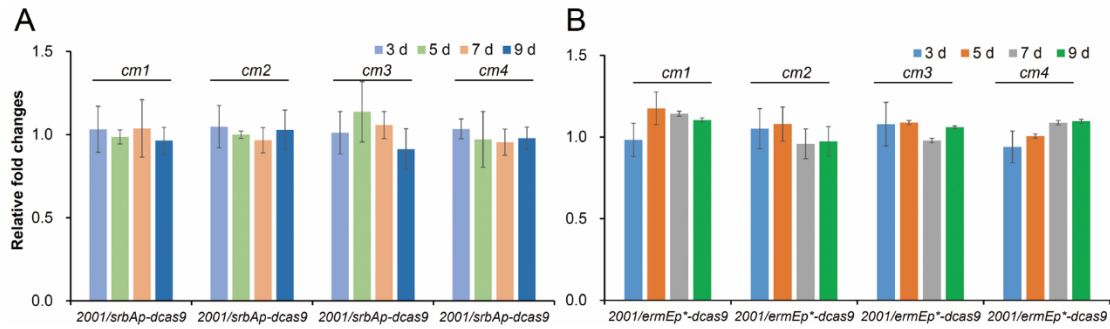 A
1.5
3 d 5 d 7 d 9 d
cm1 cm2 cm3 cm4
1.0
Relative fold changes
0.5
0.0
2001/srbAp-dcas9 2001/srbAp-dcas9 2001/srbAp-dcas9 2001/srbAp-dcas9
B
1.5
3 d 5 d 7 d 9 d
cm1 cm2 cm3 cm4
1.0
0.5
0.0
2001/ermEp*-dcas9 2001/ermEp*-dcas9 2001/ermEp*-dcas9 2001/ermEp*-dcas9